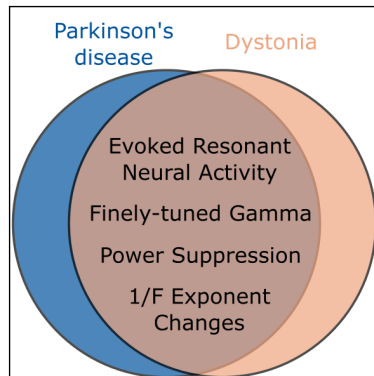 Parkinson's
disease
Dystonia
Evoked Resonant
Neural Activity
Finely-tuned Gamma
Power Suppression
1/F Exponent
Changes